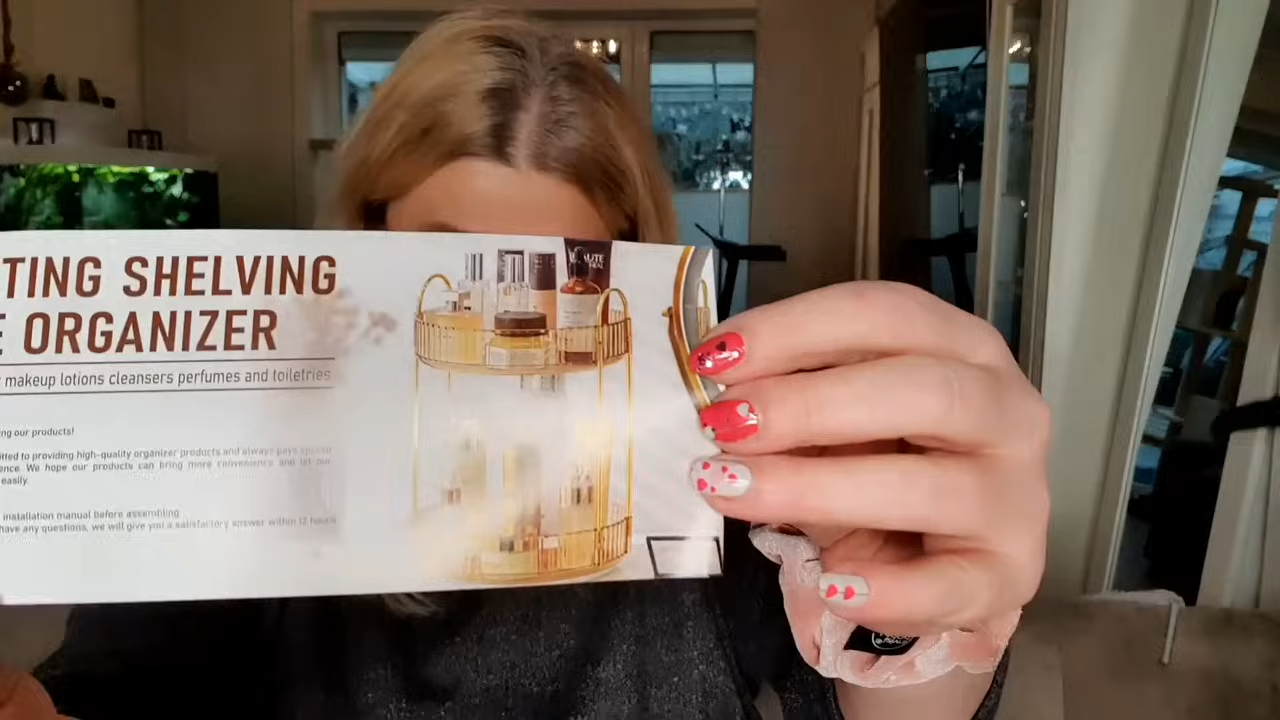 TING SHELVING
E ORGANIZER
makeup lotions cleansers perfumes and toiletries
ng our products!
itted to providing high-quality organizer products and always pays special
ence. We hope our products can bring more convenience and let our
easily.
installation manual before assembling
have any questions, we will give you a satisfactory answer within 12 hours